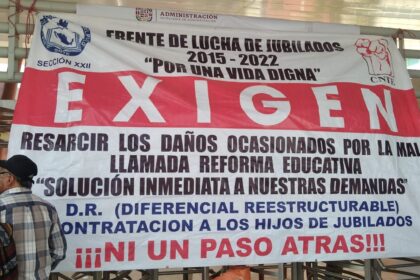 ADMINISTRACIÓN
FRENTE DE LUCHA DE JUBILADOS
2015 - 2022
"POR UNA VIDA DIGNA"
SECCIÓN XXII
CNTE
EXIGEN
RESARCIR LOS DAÑOS OCASIONADOS POR LA MAL
LLAMADA REFORMA EDUCATIVA
"SOLUCIÓN INMEDIATA A NUESTRAS DEMANDAS"
D.R. (DIFERENCIAL REESTRUCTURABLE)
CONTRATACION A LOS HIJOS DE JUBILADOS
¡¡¡NI UN PASO ATRAS!!!